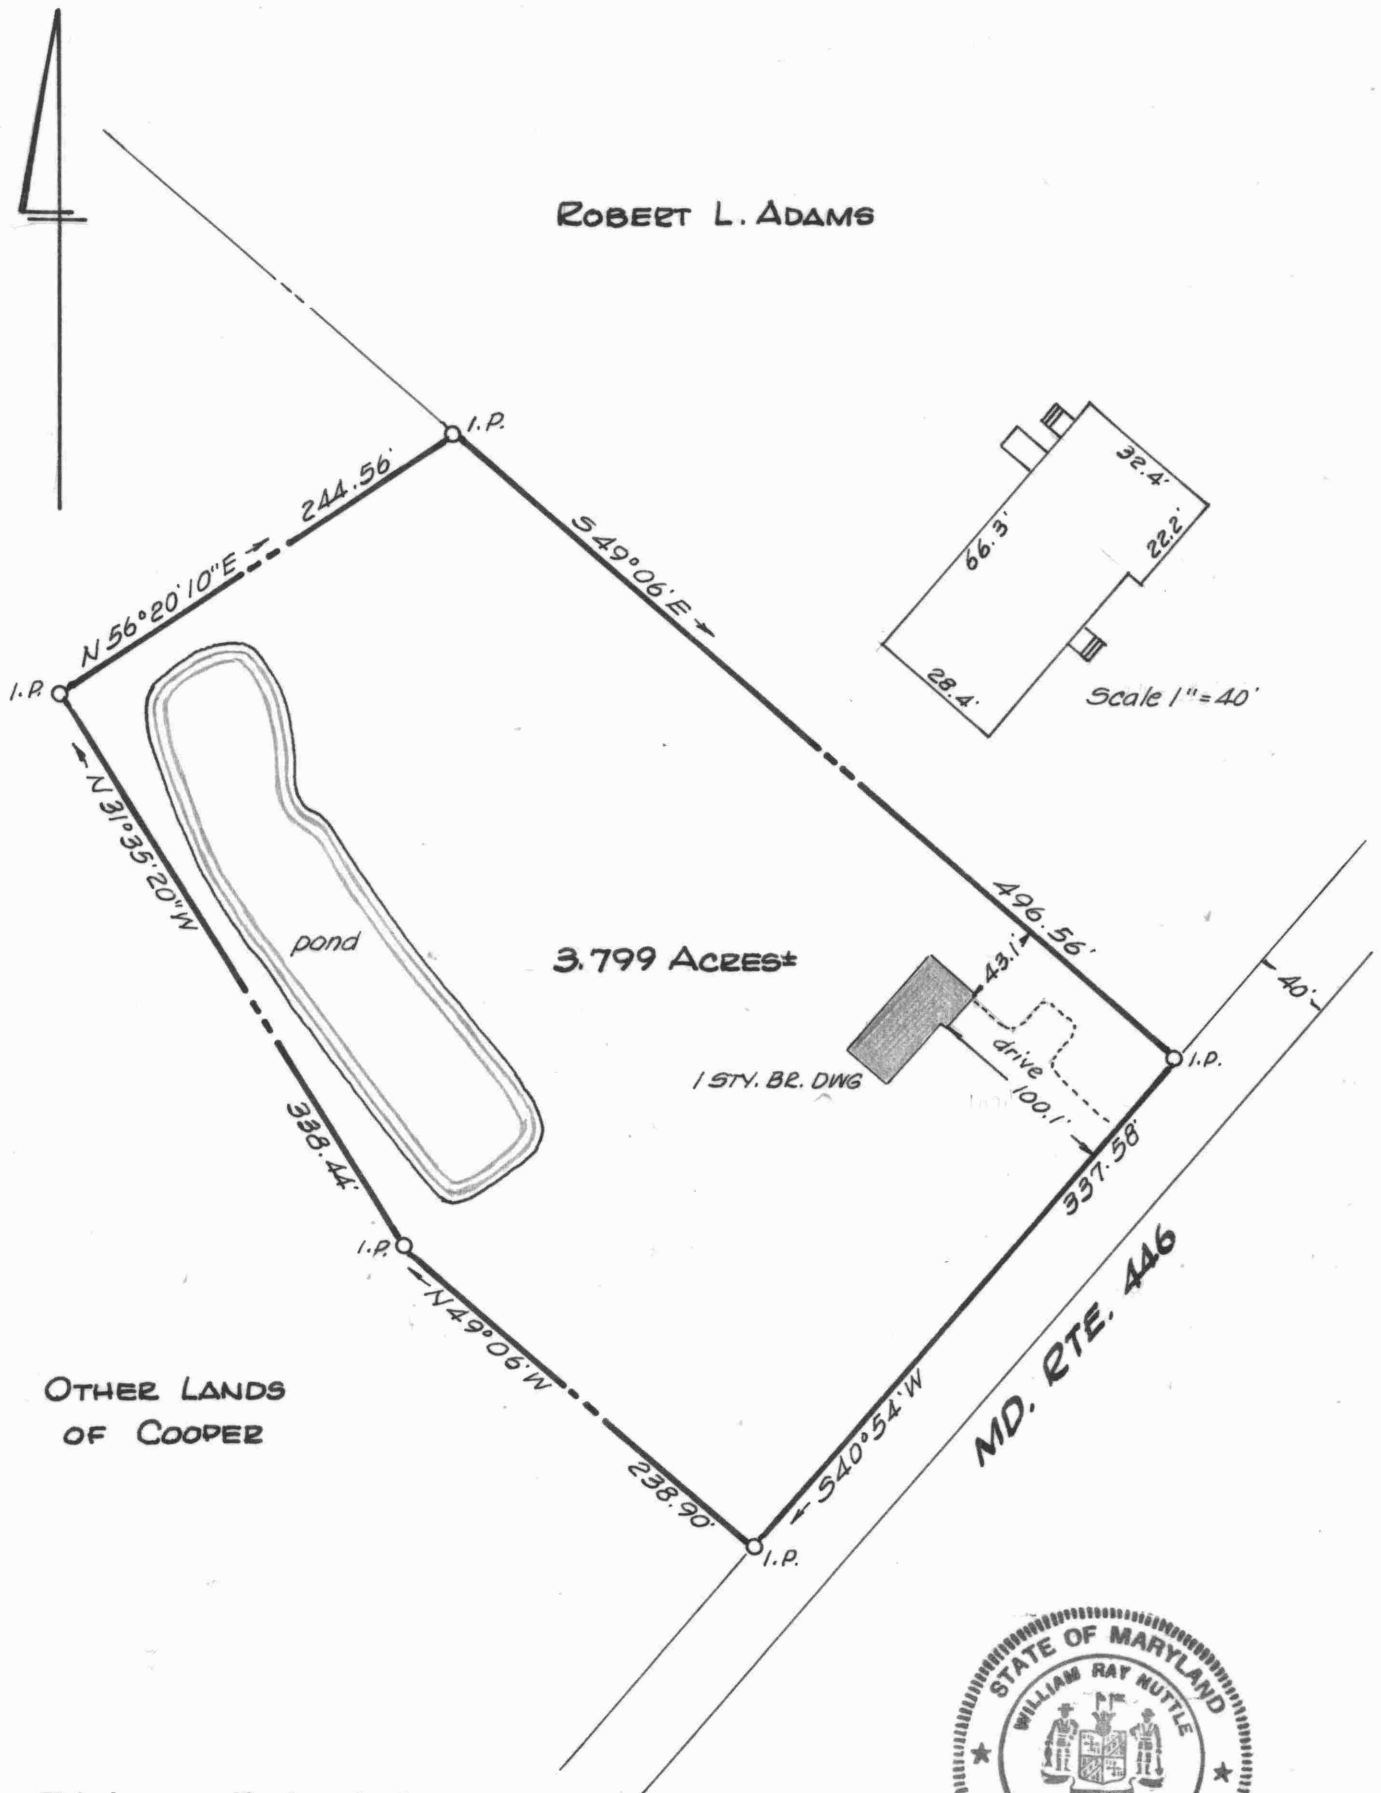 ROBERT L. ADAMS
I.P.
244.56'
N 56°20'10"E
S 49°06' E
32.4'
66.3'
22.2'
28.4'
Scale 1"=40'
I.P.
N 31°35'20"W
pond
3.799 ACRES±
496.56'
43.1'
40'
1 STY. BR. DWG
drive
100.1'
I.P.
337.58'
338.44'
I.P.
N 49°06' W
MD. RTE. 446
OTHER LANDS
OF COOPER
S 40°54' W
238.90'
I.P.
STATE OF MARYLAND
WILLIAM RAY NUTTLE